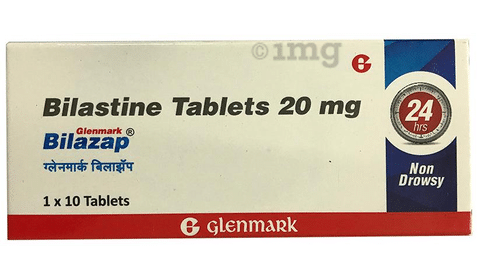 ©1mg
G
Bilastine Tablets 20 mg
Glenmark
Bilazap®
ग्लेनमार्क बिलाझॅप
1 x 10 Tablets
24
hrs
Non
Drowsy
G glenmark